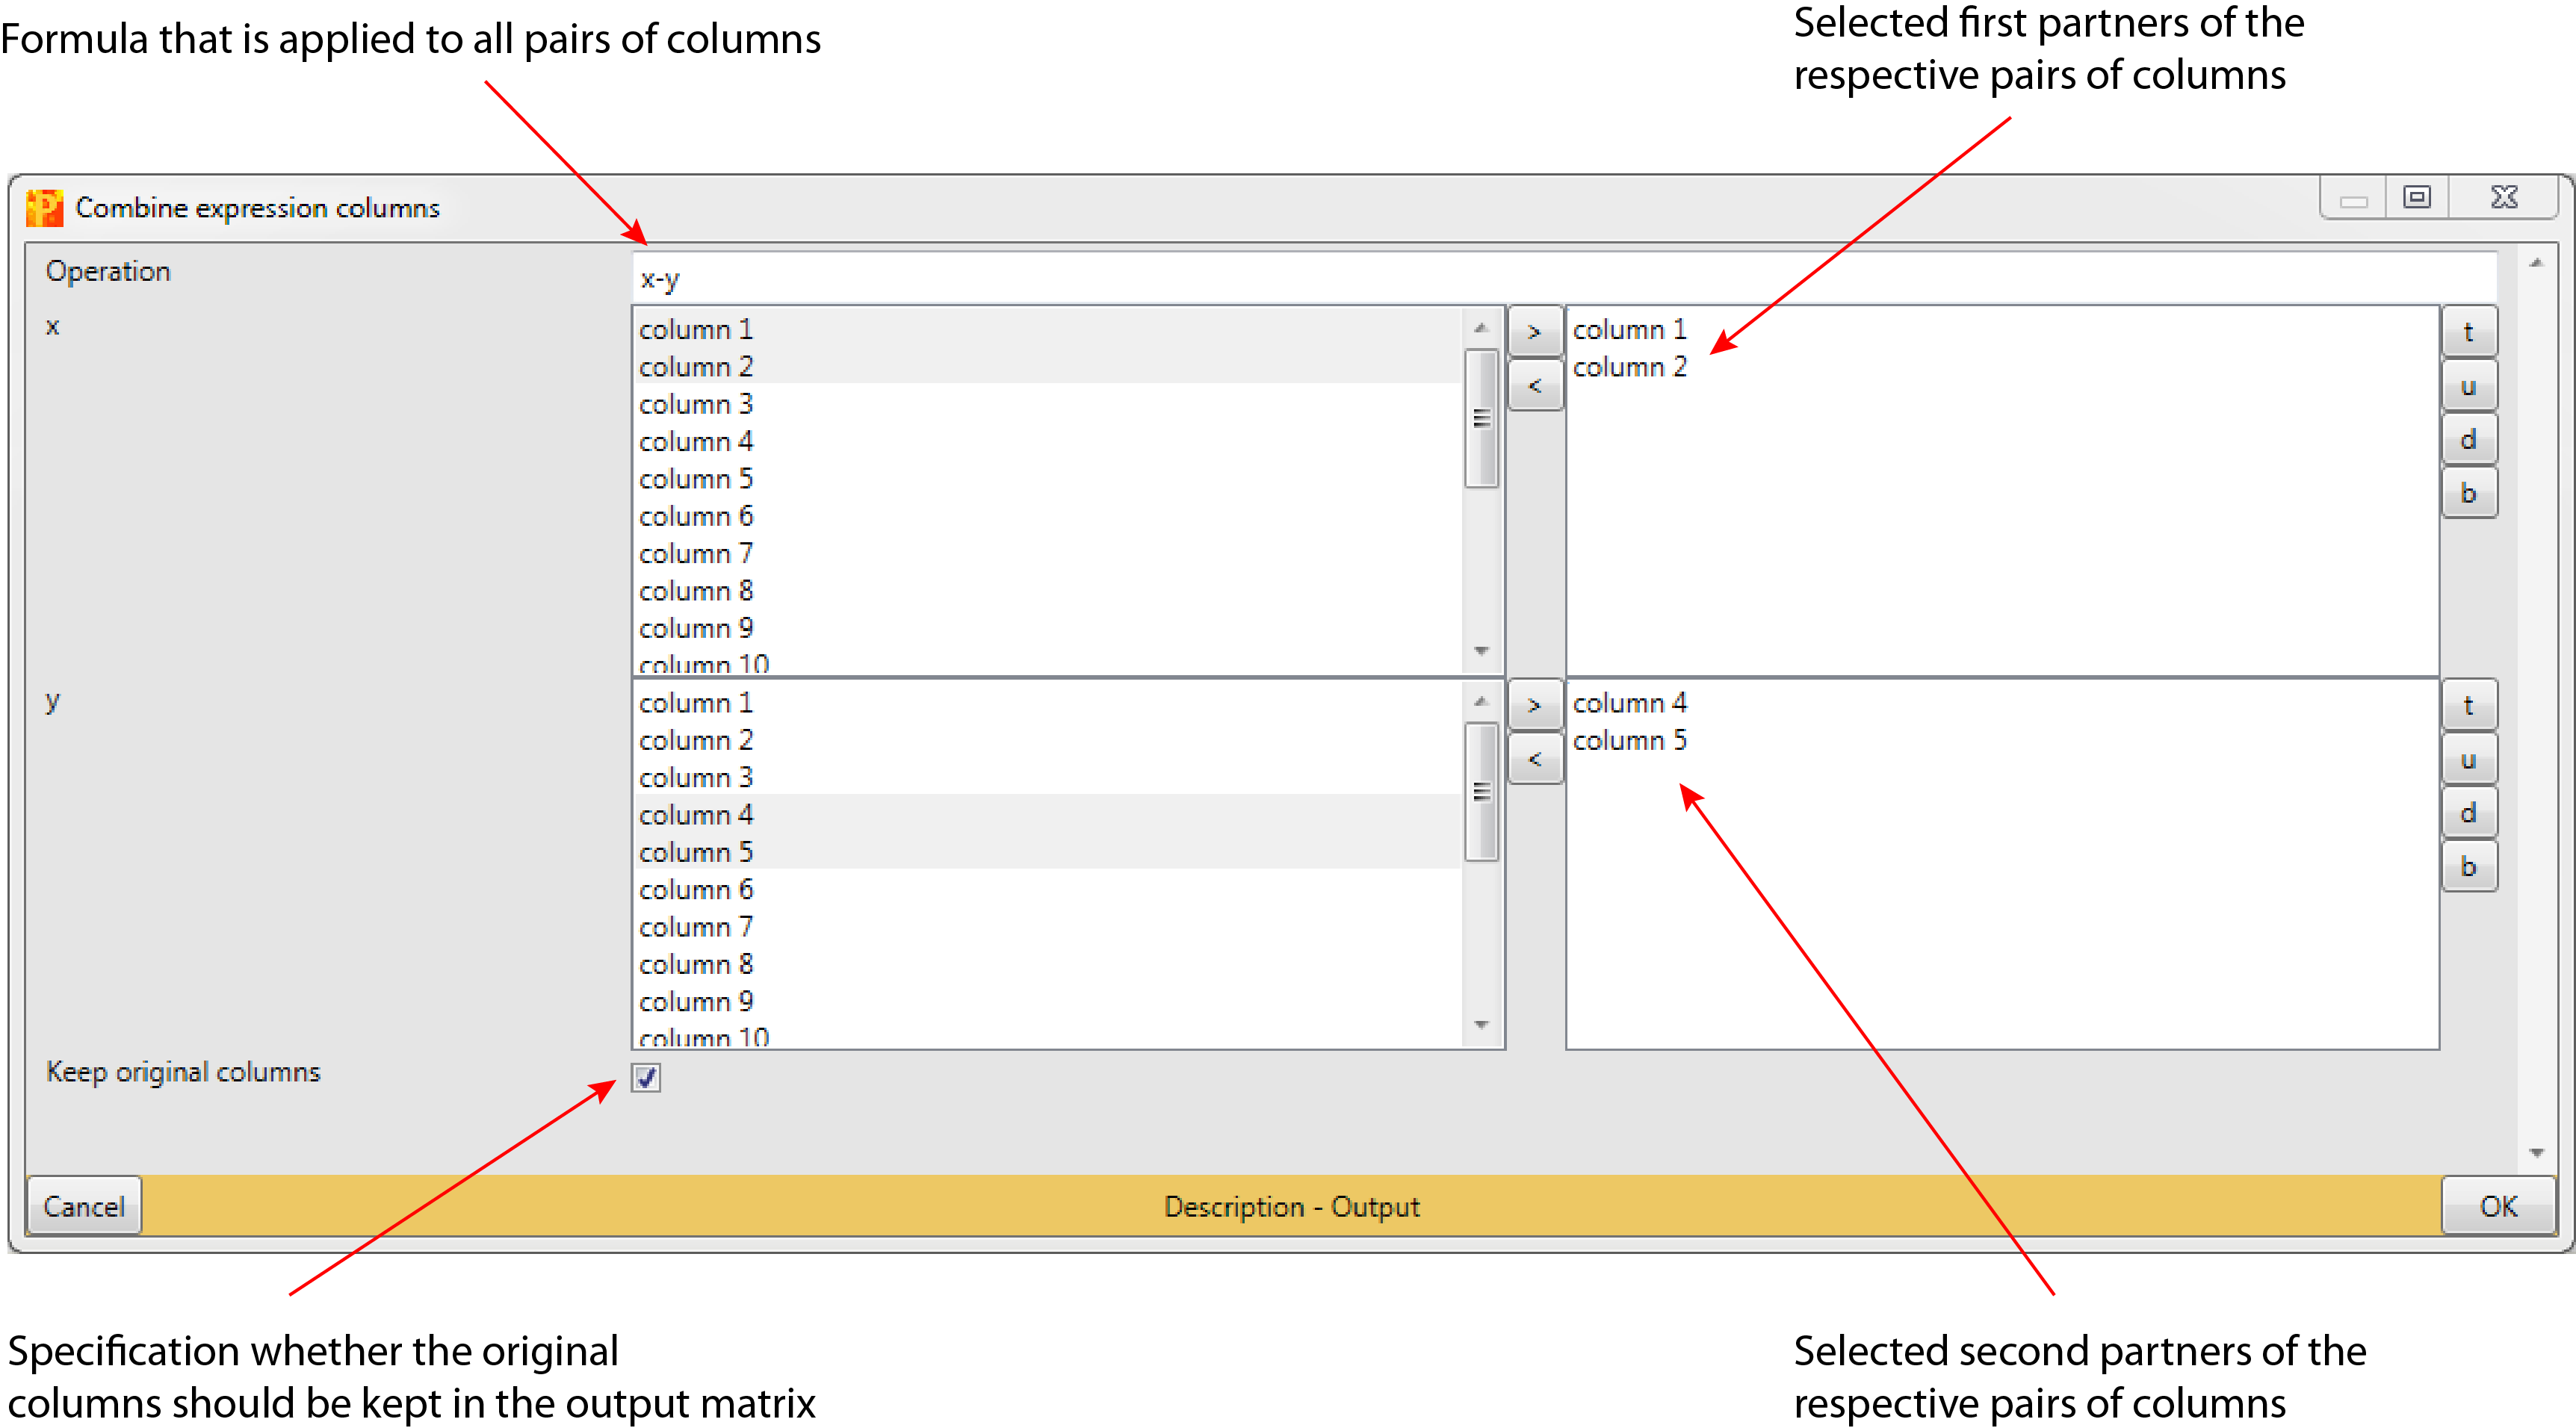 Formula that is applied to all pairs of columns
Selected first partners of the
respective pairs of columns
P
Combine expression columns
Operation
x-y
x
column 1
column 2
column 3
column 4
column 5
column 6
column 7
column 8
column 9
column 10
>
<
column 1
column 2
t
u
d
b
y
column 1
column 2
column 3
column 4
column 5
column 6
column 7
column 8
column 9
column 10
>
<
column 4
column 5
t
u
d
b
Keep original columns
Cancel
Description - Output
OK
Specification whether the original
columns should be kept in the output matrix
Selected second partners of the
respective pairs of columns